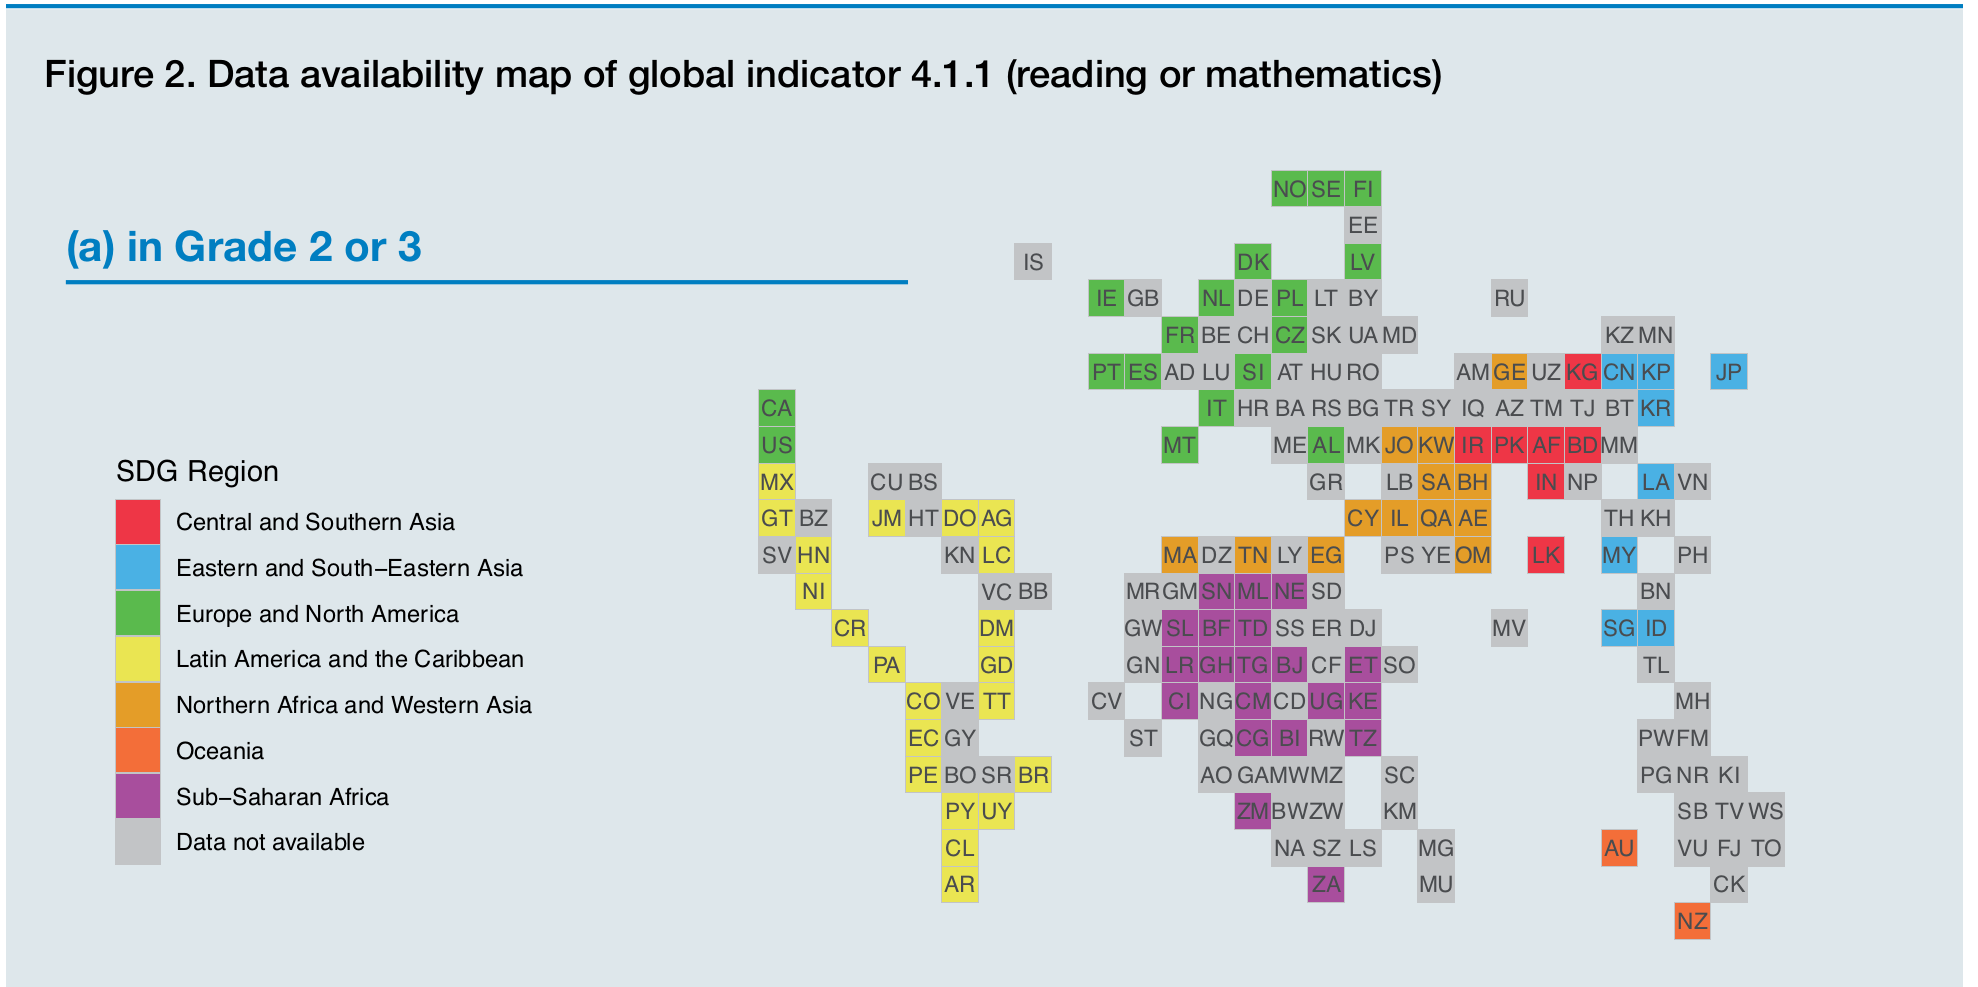 Figure 2. Data availability map of global indicator 4.1.1 (reading or mathematics)
(a) in Grade 2 or 3
SDG Region
Central and Southern Asia
Eastern and South−Eastern Asia
Europe and North America
Latin America and the Caribbean
Northern Africa and Western Asia
Oceania
Sub−Saharan Africa
Data not available
NO SE FI
EE
IS DK LV
IE GB NL DE PL LT BY RU
FR BE CH CZ SK UA MD KZ MN
PT ES AD LU SI AT HU RO AM GE UZ KG CN KP JP
CA IT HR BA RS BG TR SY IQ AZ TM TJ BT KR
US MT ME AL MK JO KW IR PK AF BD MM
MX CU BS GR LB SA BH IN NP LA VN
GT BZ JM HT DO AG CY IL QA AE TH KH
SV HN KN LC MA DZ TN LY EG PS YE OM LK MY PH
NI VC BB MR GM SN ML NE SD BN
CR DM GW SL BF TD SS ER DJ MV SG ID
PA GD GN LR GH TG BJ CF ET SO TL
CO VE TT CV CI NG CM CD UG KE MH
EC GY ST GQ CG BI RW TZ PW FM
PE BO SR BR AO GA MW MZ SC PG NR KI
PY UY ZM BW ZW KM SB TV WS
CL NA SZ LS MG AU VU FJ TO
AR ZA MU CK
NZ